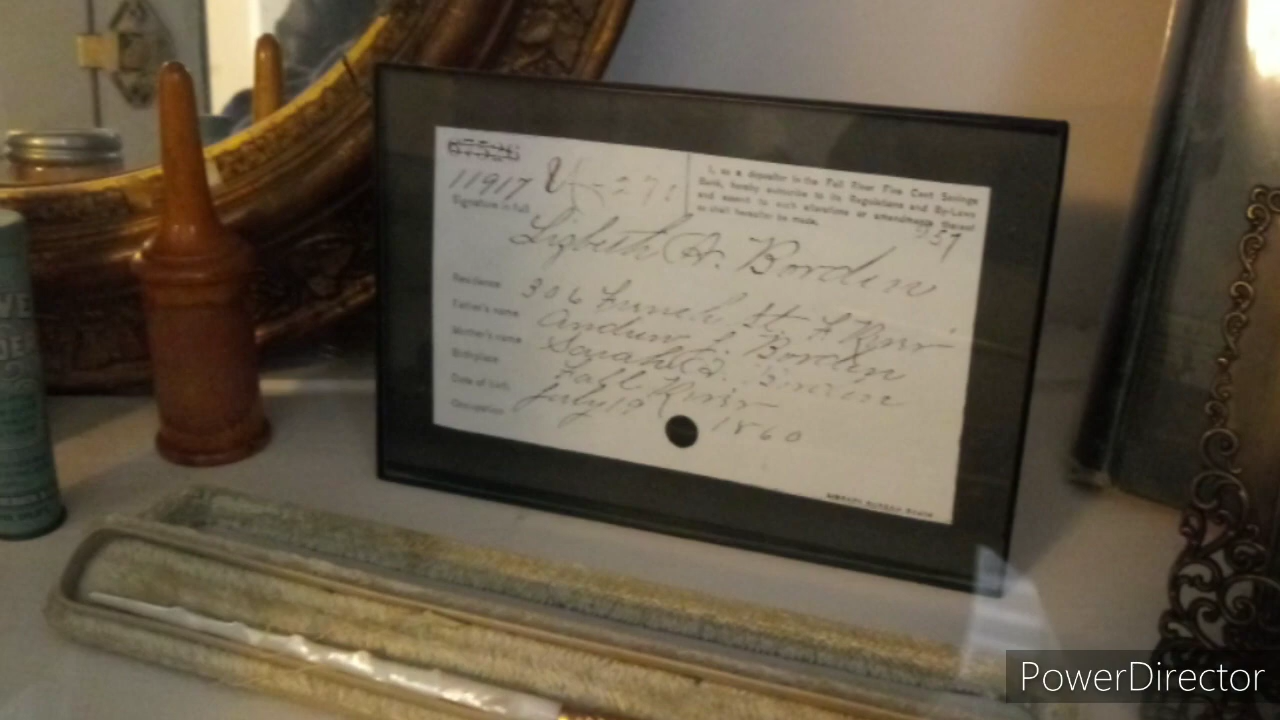 11917
I, as a depositor in the Fall River Five Cent Savings
Bank, hereby subscribe to its Regulations and By-Laws
and assent to such alterations or amendments thereof
as shall hereafter be made.
Signature in full
Lizbeth A. Borden
Residence 306 French St F. River
Father's name Andrew J. Borden
Mother's name Sarah A. Borden
Birthplace Fall River
Date of birth July 19 1860
Occupation
PowerDirector